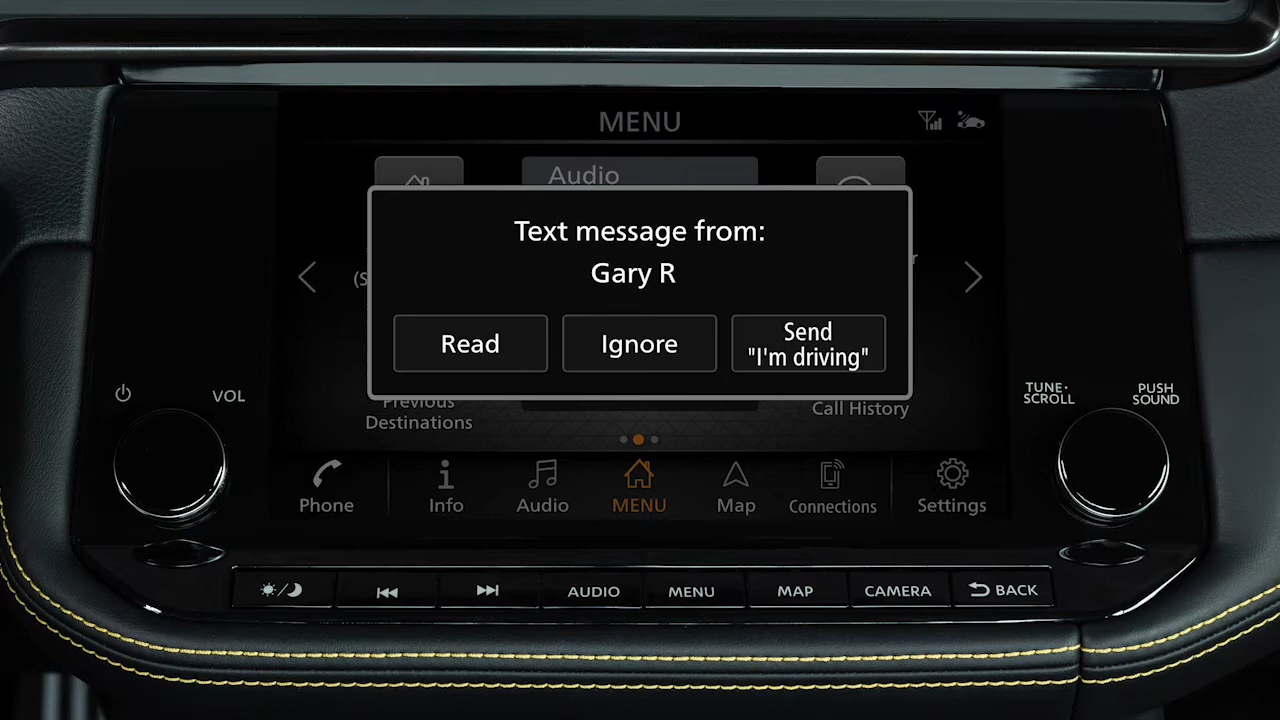 MENU
Audio
Text message from:
Gary R
Read
Ignore
Send
"I'm driving"
Previous
Destinations
Call History
VOL
TUNE·
SCROLL
PUSH
SOUND
Phone
Info
Audio
MENU
Map
Connections
Settings
AUDIO
MENU
MAP
CAMERA
BACK